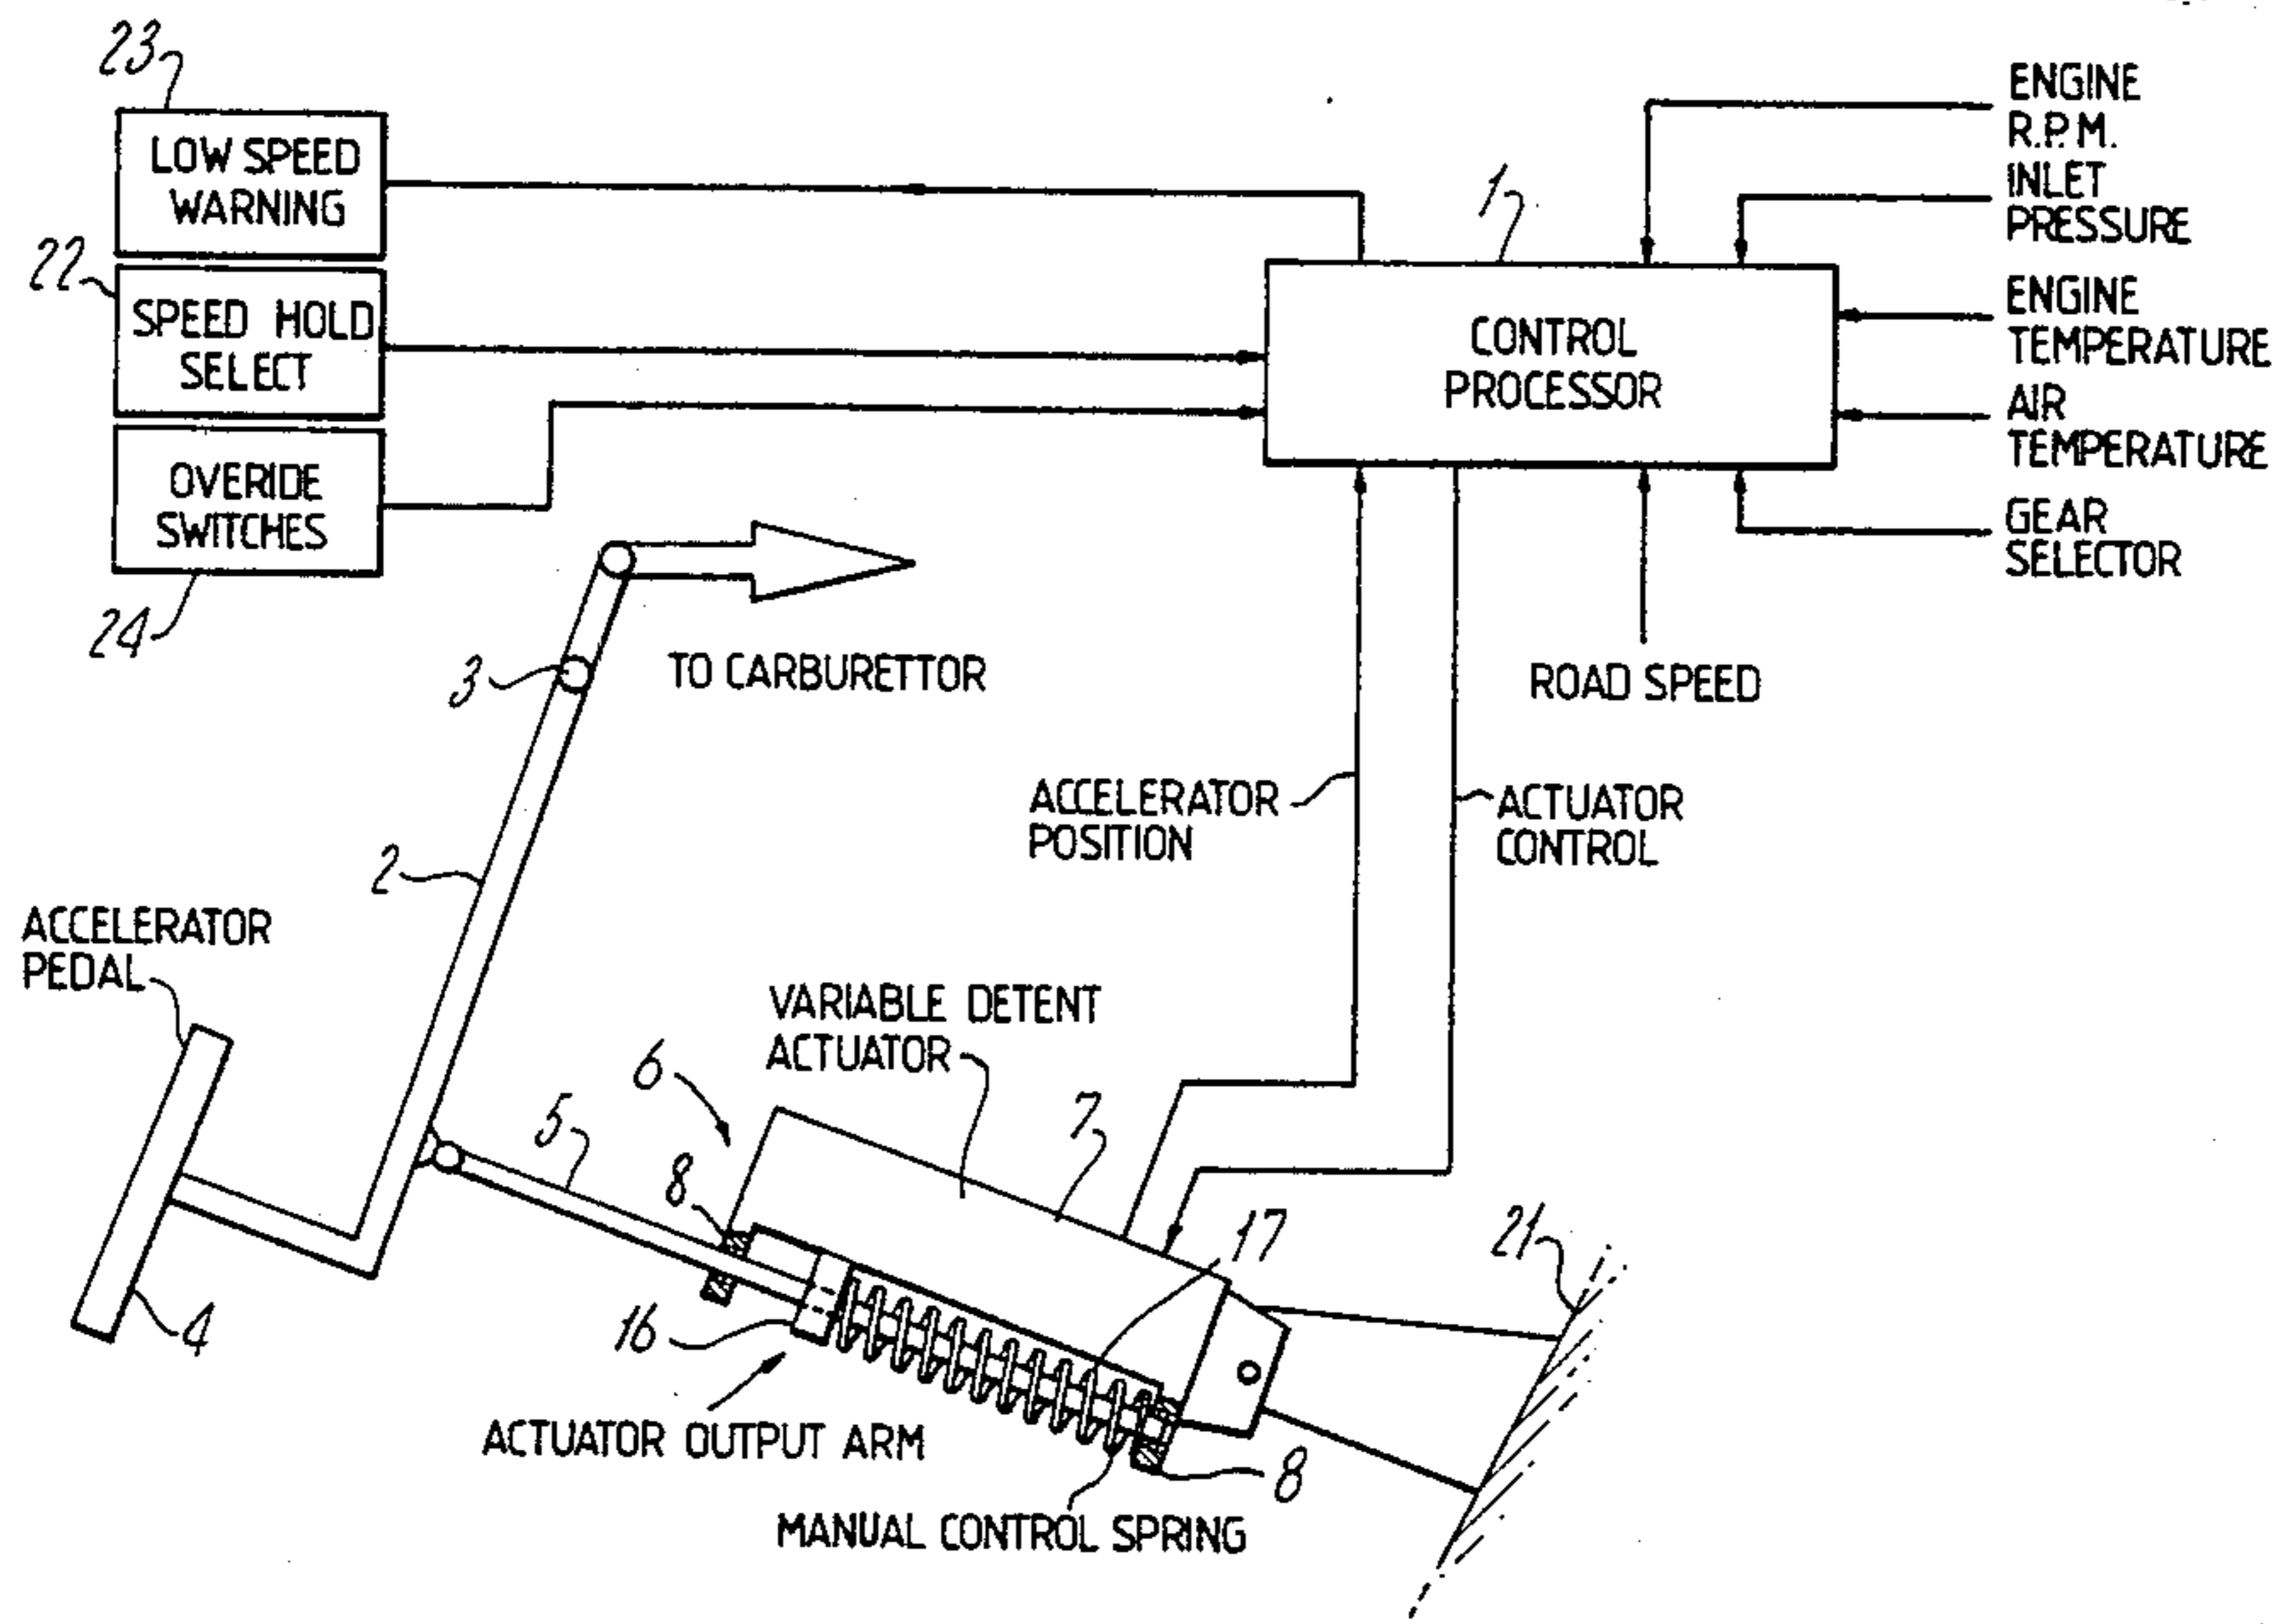 23
LOW SPEED
WARNING
22
SPEED HOLD
SELECT
OVERIDE
SWITCHES
24
1
CONTROL
PROCESSOR
ENGINE
R.P.M.
INLET
PRESSURE
ENGINE
TEMPERATURE
AIR
TEMPERATURE
GEAR
SELECTOR
ROAD SPEED
3
TO CARBURETTOR
ACCELERATOR
POSITION
ACTUATOR
CONTROL
2
ACCELERATOR
PEDAL
4
VARIABLE DETENT
ACTUATOR
6
5
7
8
17
21
16
ACTUATOR OUTPUT ARM
8
MANUAL CONTROL SPRING